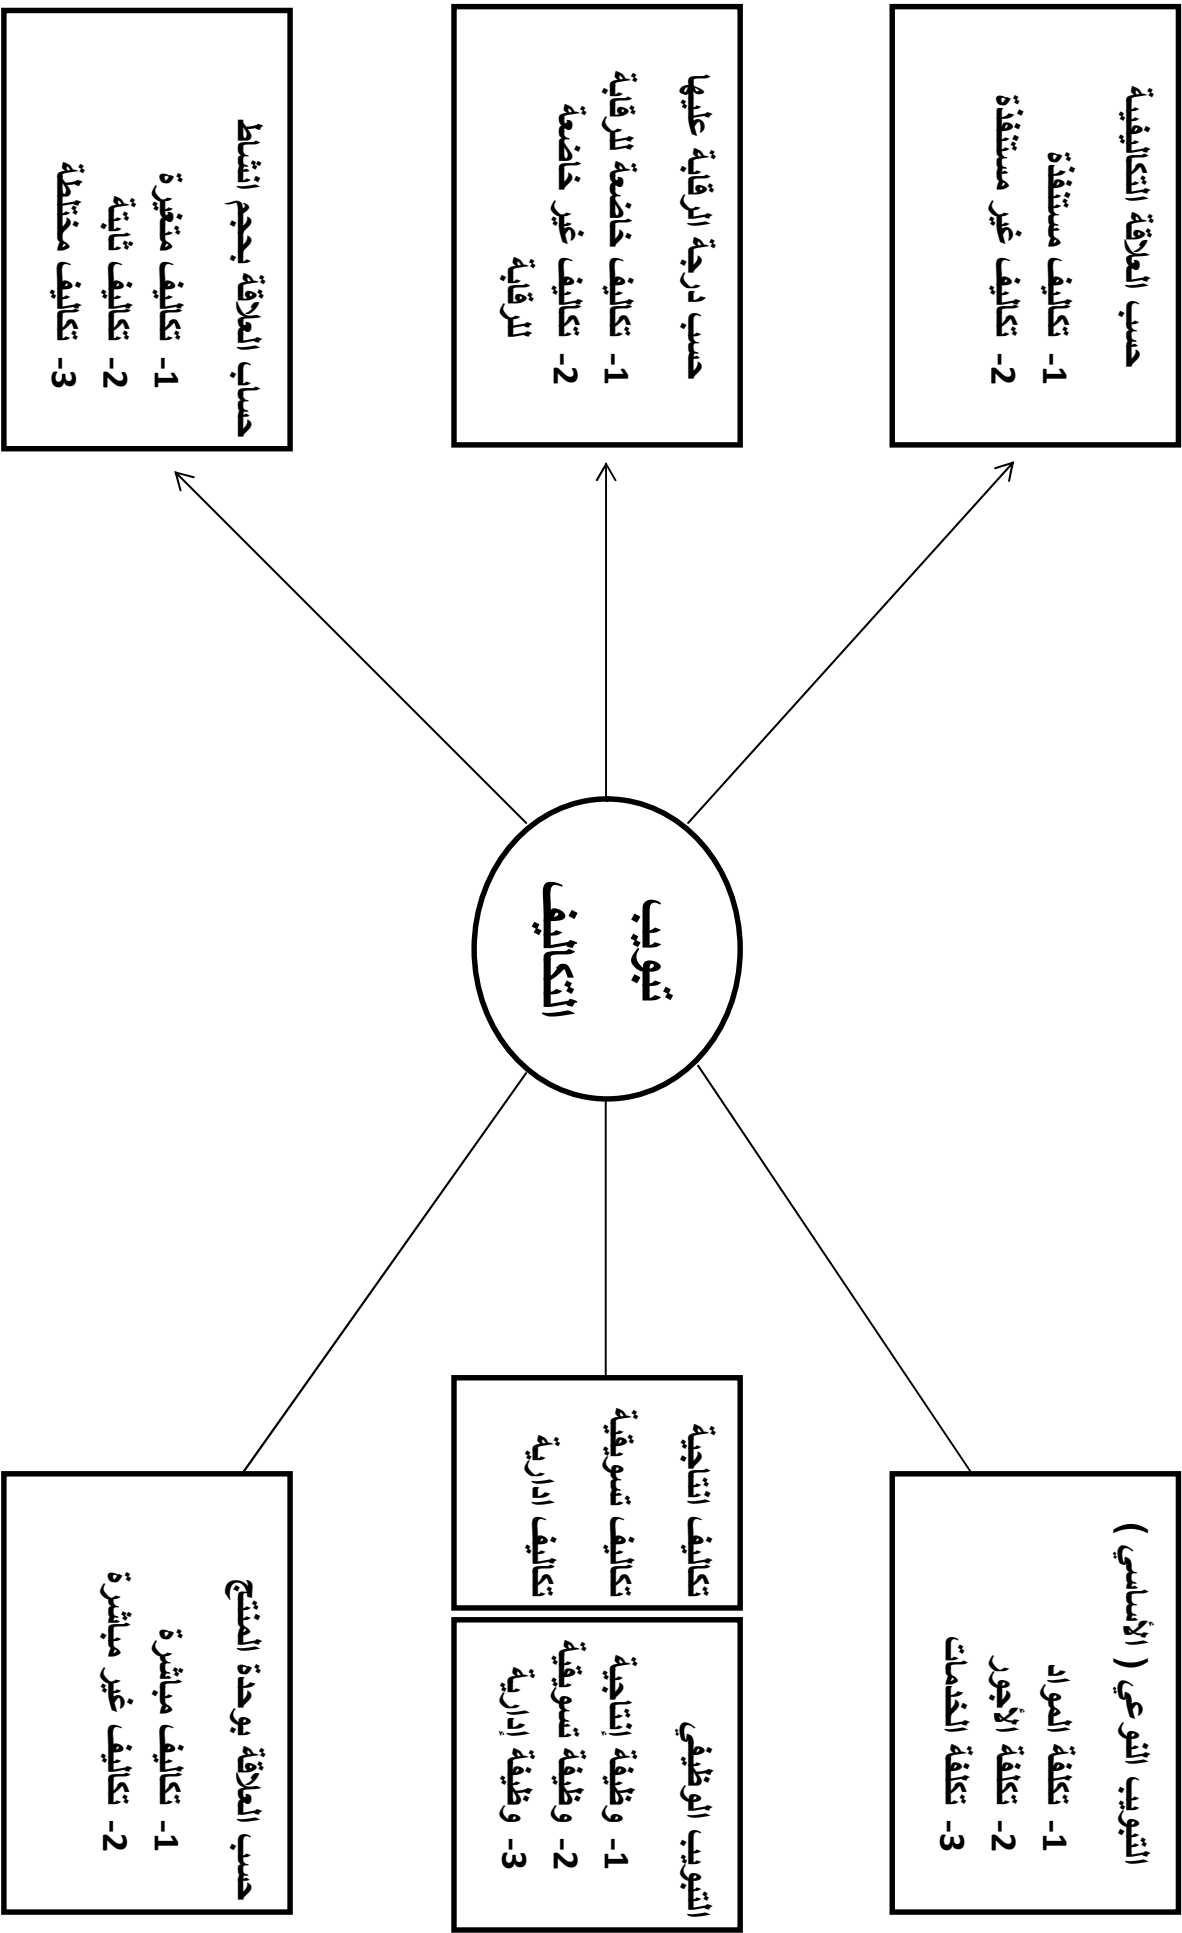 التبويب النوعي ( الأساسي )
1- تكلفة المواد
2- تكلفة الأجور
3- تكلفة الخدمات
حسب العلاقة التكاليفية
1- تكاليف مستنفذة
2- تكاليف غير مستنفذة
التبويب الوظيفي
1- وظيفة إنتاجية
2- وظيفة تسويقية
3- وظيفة إدارية
تكاليف انتاجية
تكاليف تسويقية
تكاليف ادارية
تبويب
التكاليف
حسب درجة الرقابة عليها
1- تكاليف خاضعة للرقابة
2- تكاليف غير خاضعة
للرقابة
حسب العلاقة بوحدة المنتج
1- تكاليف مباشرة
2- تكاليف غير مباشرة
حساب العلاقة بحجم انشاط
1- تكاليف متغيرة
2- تكاليف ثابتة
3- تكاليف مختلطة